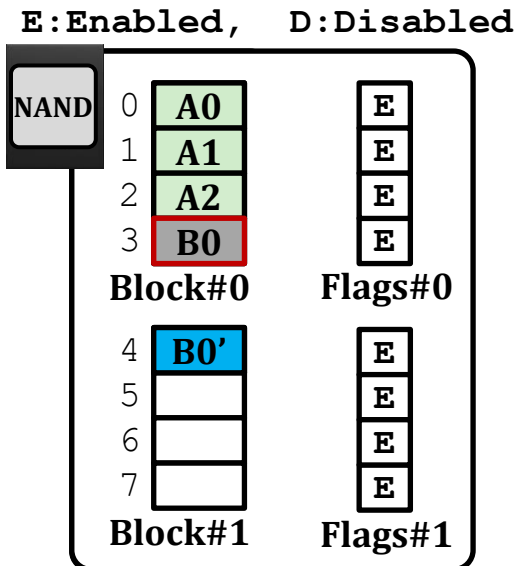 E:Enabled, D:Disabled
NAND
0 A0 E
1 A1 E
2 A2 E
3 B0 E
Block#0 Flags#0
4 B0’ E
5 E
6 E
7 E
Block#1 Flags#1